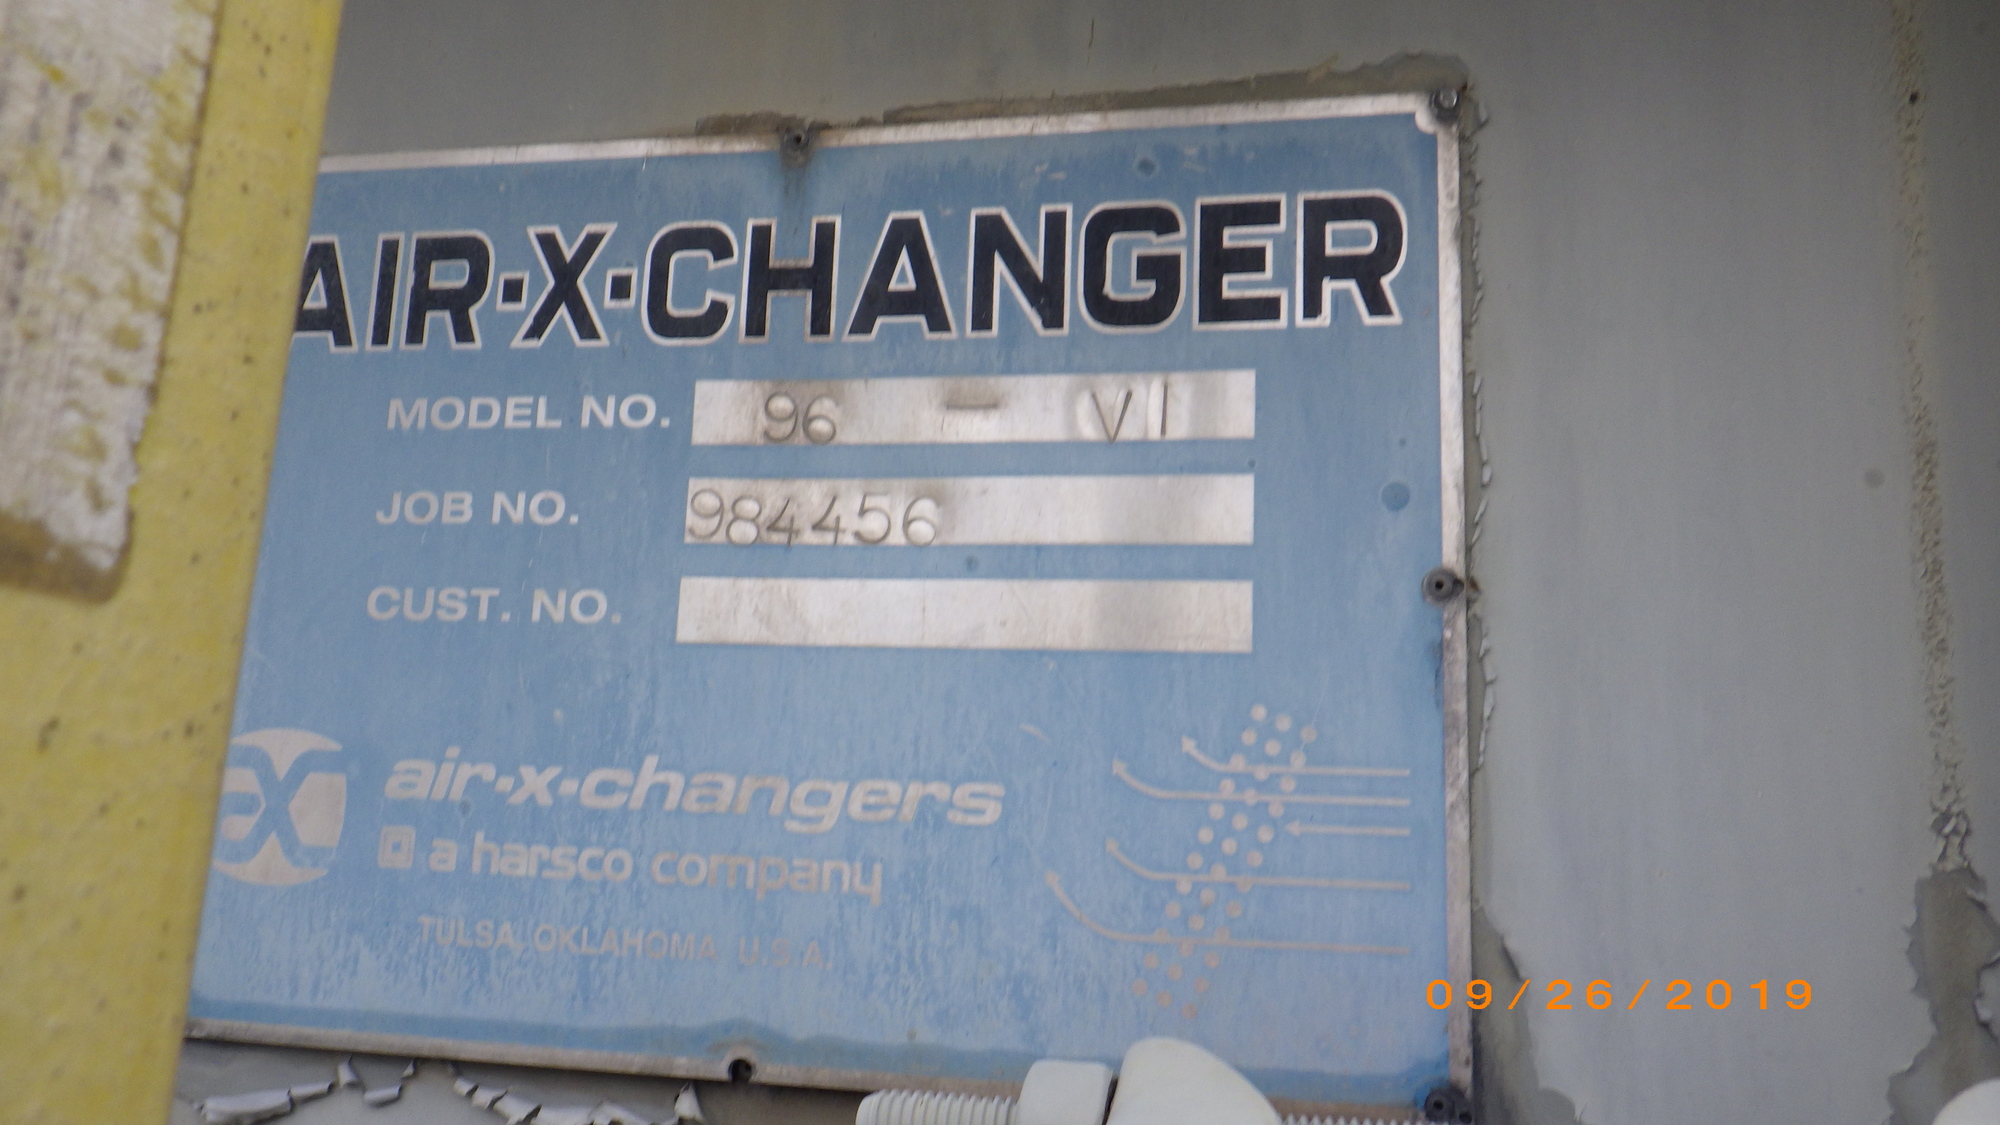 AIR·X·CHANGER
MODEL NO. 96 - VI
JOB NO. 984456
CUST. NO.
air·x·changers
a harsco company
TULSA, OKLAHOMA U.S.A.
09/26/2019